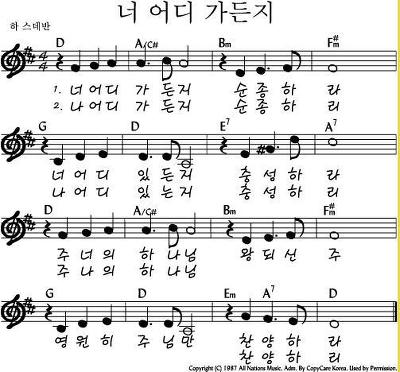 너 어디 가든지
하 스데반
D A/C# Bm F#m
1. 너 어 디 가 든 지 순 종 하 라
2. 나 어 디 가 든 지 순 종 하 리
G D E7 A7
너 어 디 있 든 지 충 성 하 라
나 어 디 있 는 지 충 성 하 리
D A/C# Bm F#m
주 너 의 하 나 님 왕 되 신 주
주 나 의 하 나 님
G D Em A7 D
영 원 히 주 님 만 찬 양 하 라
찬 양 하 리
Copyright (C) 1987 All Nations Music. Adm. By CopyCare Korea. Used by Permission.